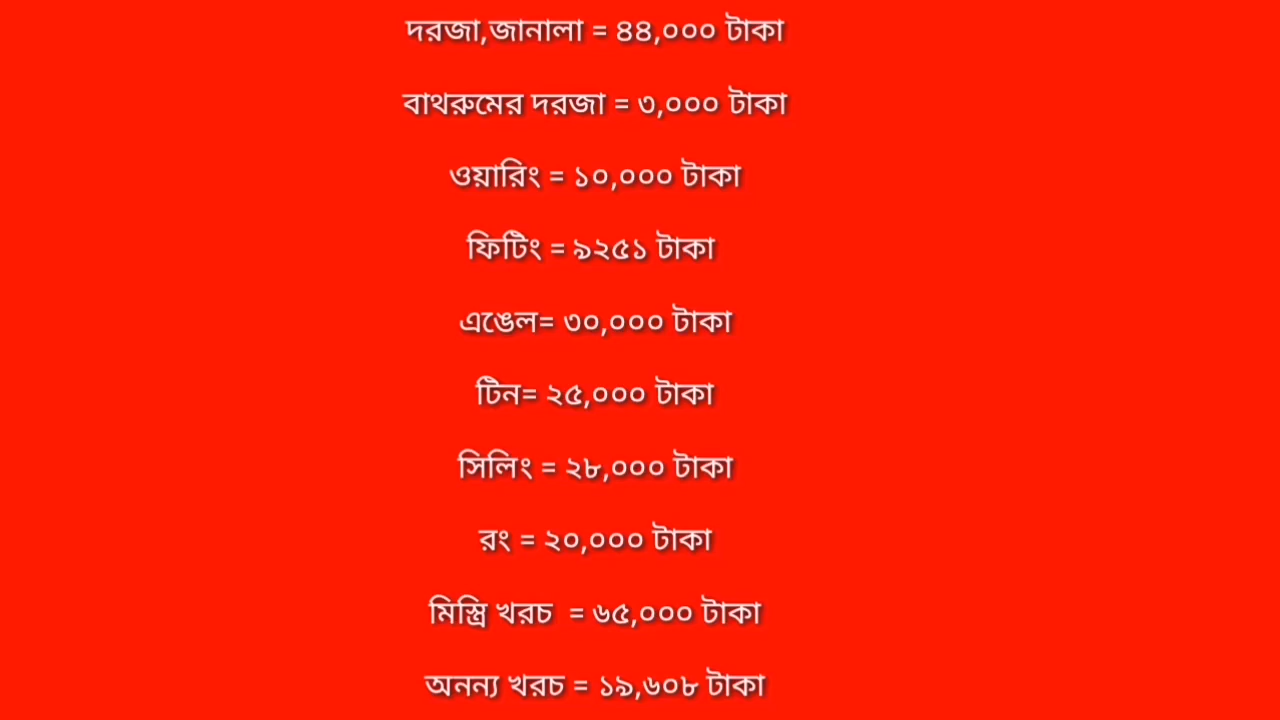 দরজা,জানালা = ৪৪,০০০ টাকা
বাথরুমের দরজা = ৩,০০০ টাকা
ওয়ারিং = ১০,০০০ টাকা
ফিটিং = ৯২৫১ টাকা
এঙেল= ৩০,০০০ টাকা
টিন= ২৫,০০০ টাকা
সিলিং = ২৮,০০০ টাকা
রং = ২০,০০০ টাকা
মিস্ত্রি খরচ = ৬৫,০০০ টাকা
অনন্য খরচ = ১৯,৬০৮ টাকা